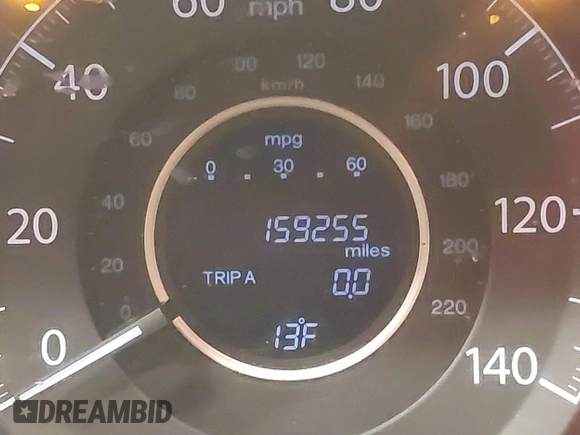 60 mph 80
40 100
80 100 120 140
km/h
60 160
mpg
0 30 60
40 180
20 159255 120
miles 200
20 TRIP A 0.0
0 220
0 13°F 140
DREAMBID